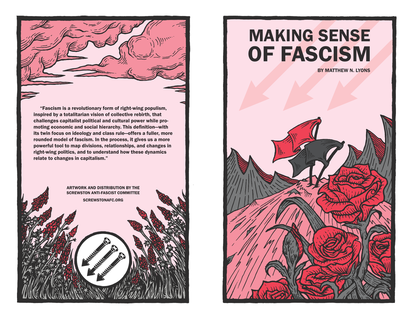 "Fascism is a revolutionary form of right-wing populism,
inspired by a totalitarian vision of collective rebirth, that
challenges capitalist political and cultural power while pro-
moting economic and social hierarchy. This definition—with
its twin focus on ideology and class rule—offers a fuller, more
rounded model of fascism. In the process, it gives us a more
powerful tool to map divisions, relationships, and changes in
right-wing politics, and to understand how these dynamics
relate to changes in capitalism."
ARTWORK AND DISTRIBUTION BY THE
SCREWSTON ANTI-FASCIST COMMITTEE
SCREWSTONAFC.ORG
MAKING SENSE
OF FASCISM
BY MATTHEW N. LYONS